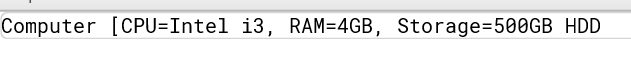 Computer [CPU=Intel i3, RAM=4GB, Storage=500GB HDD